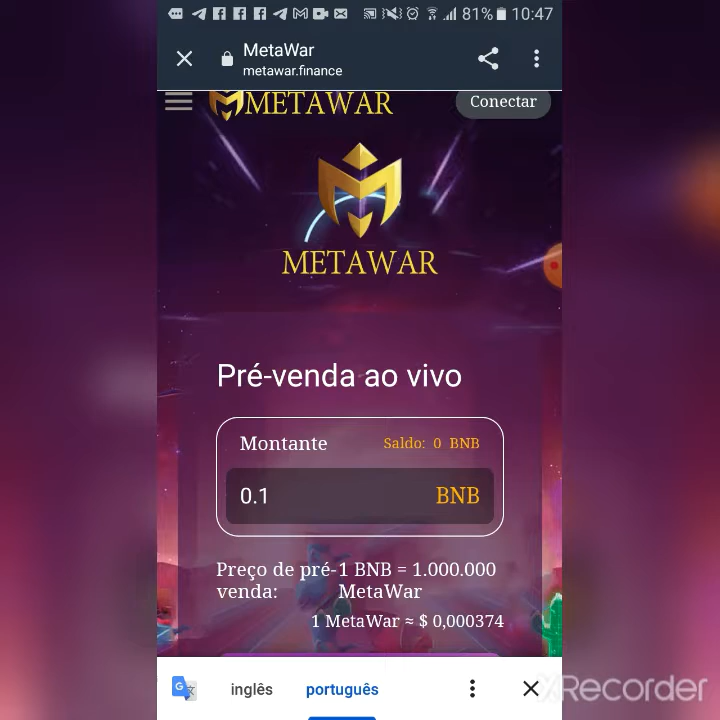 81% 10:47
MetaWar
metawar.finance
METAWAR
Conectar
METAWAR
Pré-venda ao vivo
Montante
Saldo: 0 BNB
0.1
BNB
Preço de pré-venda:
1 BNB = 1.000.000 MetaWar
1 MetaWar ≈ $ 0,000374
inglês
português
XRecorder